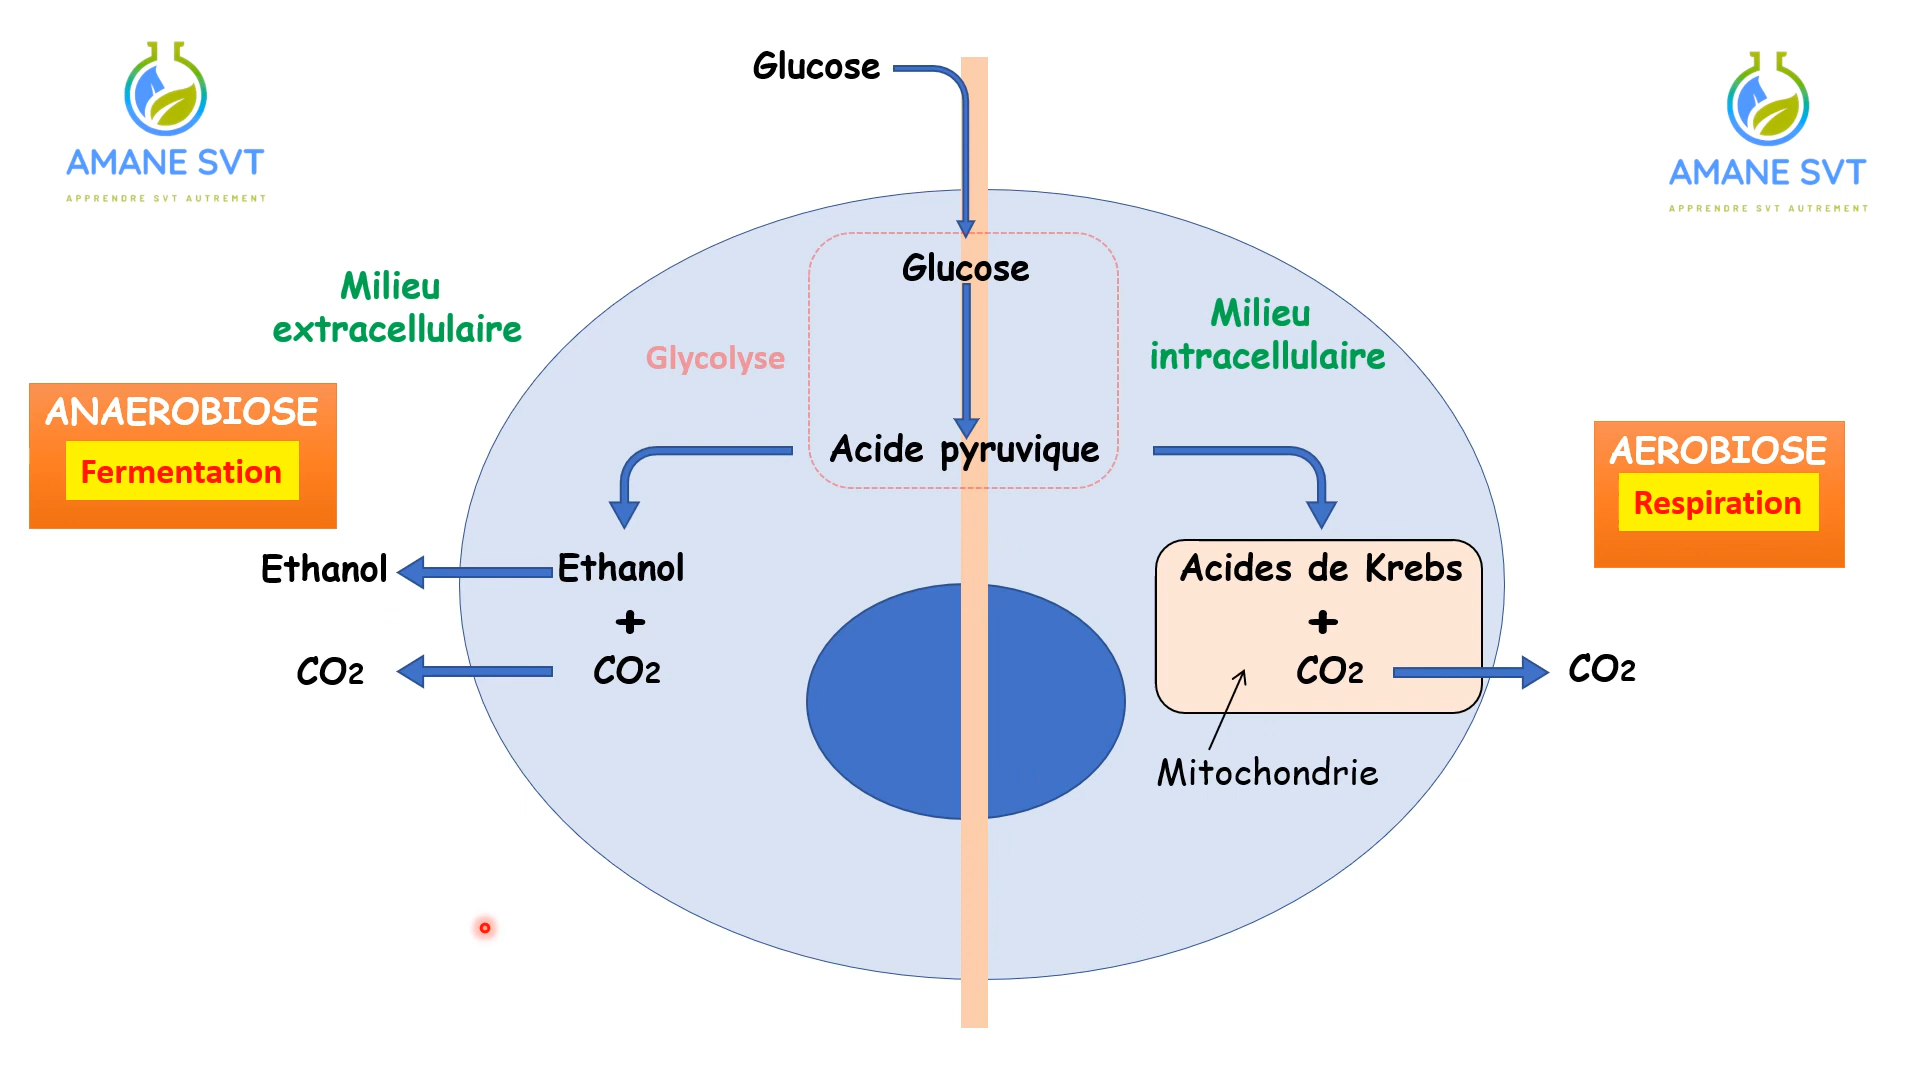 AMANE SVT
APPRENDRE SVT AUTREMENT
Glucose
AMANE SVT
APPRENDRE SVT AUTREMENT
Glucose
Milieu
extracellulaire
Milieu
intracellulaire
Glycolyse
ANAEROBIOSE
Fermentation
Acide pyruvique
AEROBIOSE
Respiration
Ethanol
Ethanol
+
CO2
CO2
Acides de Krebs
+
CO2
CO2
Mitochondrie